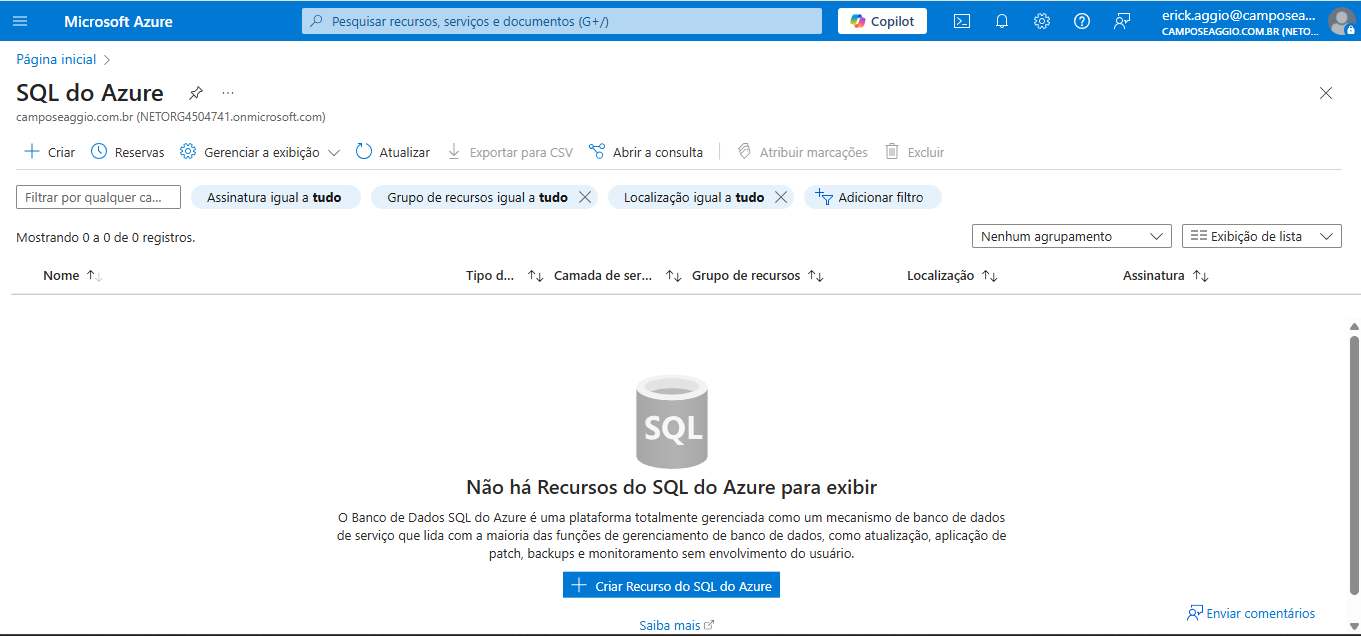 Microsoft Azure
Pesquisar recursos, serviços e documentos (G+/)
Copilot
erick.aggio@camposea...
CAMPOSEAGGIO.COM.BR (NETO...
Página inicial
SQL do Azure
...
camposeaggio.com.br (NETORG4504741.onmicrosoft.com)
Criar
Reservas
Gerenciar a exibição
Atualizar
Exportar para CSV
Abrir a consulta
Atribuir marcações
Excluir
Filtrar por qualquer ca...
Assinatura igual a tudo
Grupo de recursos igual a tudo
Localização igual a tudo
Adicionar filtro
Mostrando 0 a 0 de 0 registros.
Nenhum agrupamento
Exibição de lista
Nome
Tipo d...
Camada de ser...
Grupo de recursos
Localização
Assinatura
SQL
Não há Recursos do SQL do Azure para exibir
O Banco de Dados SQL do Azure é uma plataforma totalmente gerenciada como um mecanismo de banco de dados
de serviço que lida com a maioria das funções de gerenciamento de banco de dados, como atualização, aplicação de
patch, backups e monitoramento sem envolvimento do usuário.
Criar Recurso do SQL do Azure
Enviar comentários
Saiba mais